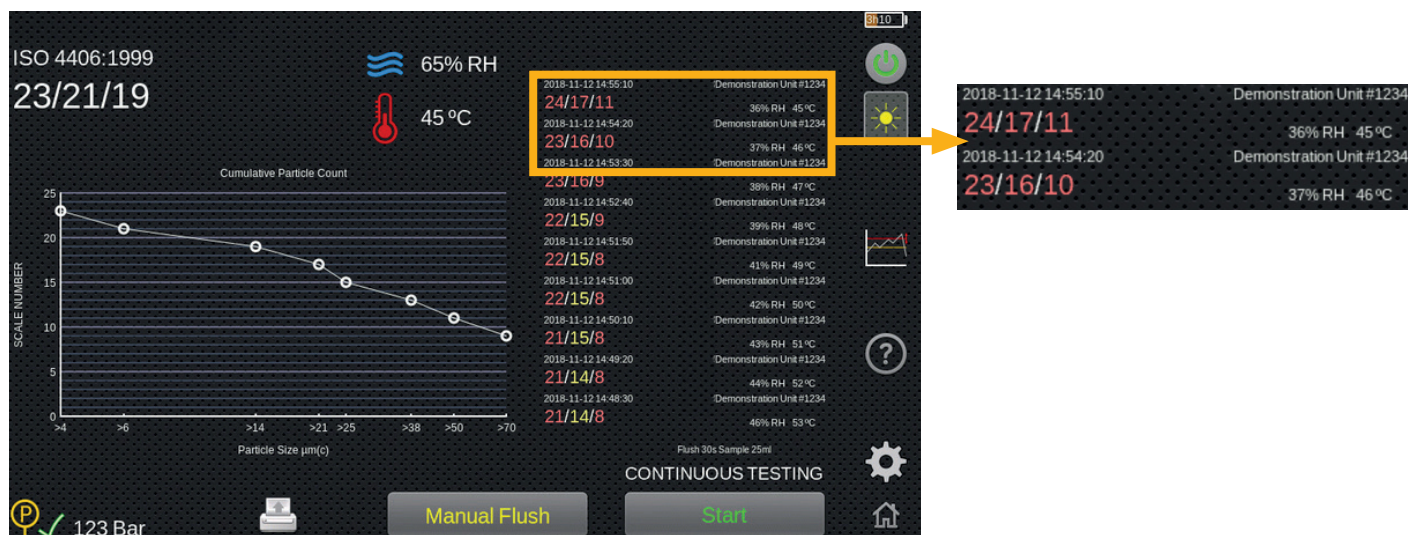 3h10
ISO 4406:1999
23/21/19
65% RH
45 ºC
2018-11-12 14:55:10 Demonstration Unit #1234
24/17/11 36% RH 45 ºC
2018-11-12 14:54:20 Demonstration Unit #1234
23/16/10 37% RH 46 ºC
2018-11-12 14:53:30 Demonstration Unit #1234
23/16/9 38% RH 47 ºC
2018-11-12 14:52:40 Demonstration Unit #1234
22/15/9 39% RH 48 ºC
2018-11-12 14:51:50 Demonstration Unit #1234
22/15/8 41% RH 49 ºC
2018-11-12 14:51:00 Demonstration Unit #1234
22/15/8 42% RH 50 ºC
2018-11-12 14:50:10 Demonstration Unit #1234
21/15/8 43% RH 51 ºC
2018-11-12 14:49:20 Demonstration Unit #1234
21/14/8 44% RH 52 ºC
2018-11-12 14:48:30 Demonstration Unit #1234
21/14/8 46% RH 53 ºC
Flush 30s Sample 25ml
CONTINUOUS TESTING
Cumulative Particle Count
SCALE NUMBER
25
20
15
10
5
0
>4 >6 >14 >21 >25 >38 >50 >70
Particle Size µm(c)
P
123 Bar
Manual Flush
Start
?
2018-11-12 14:55:10 Demonstration Unit #1234
24/17/11 36% RH 45 ºC
2018-11-12 14:54:20 Demonstration Unit #1234
23/16/10 37% RH 46 ºC